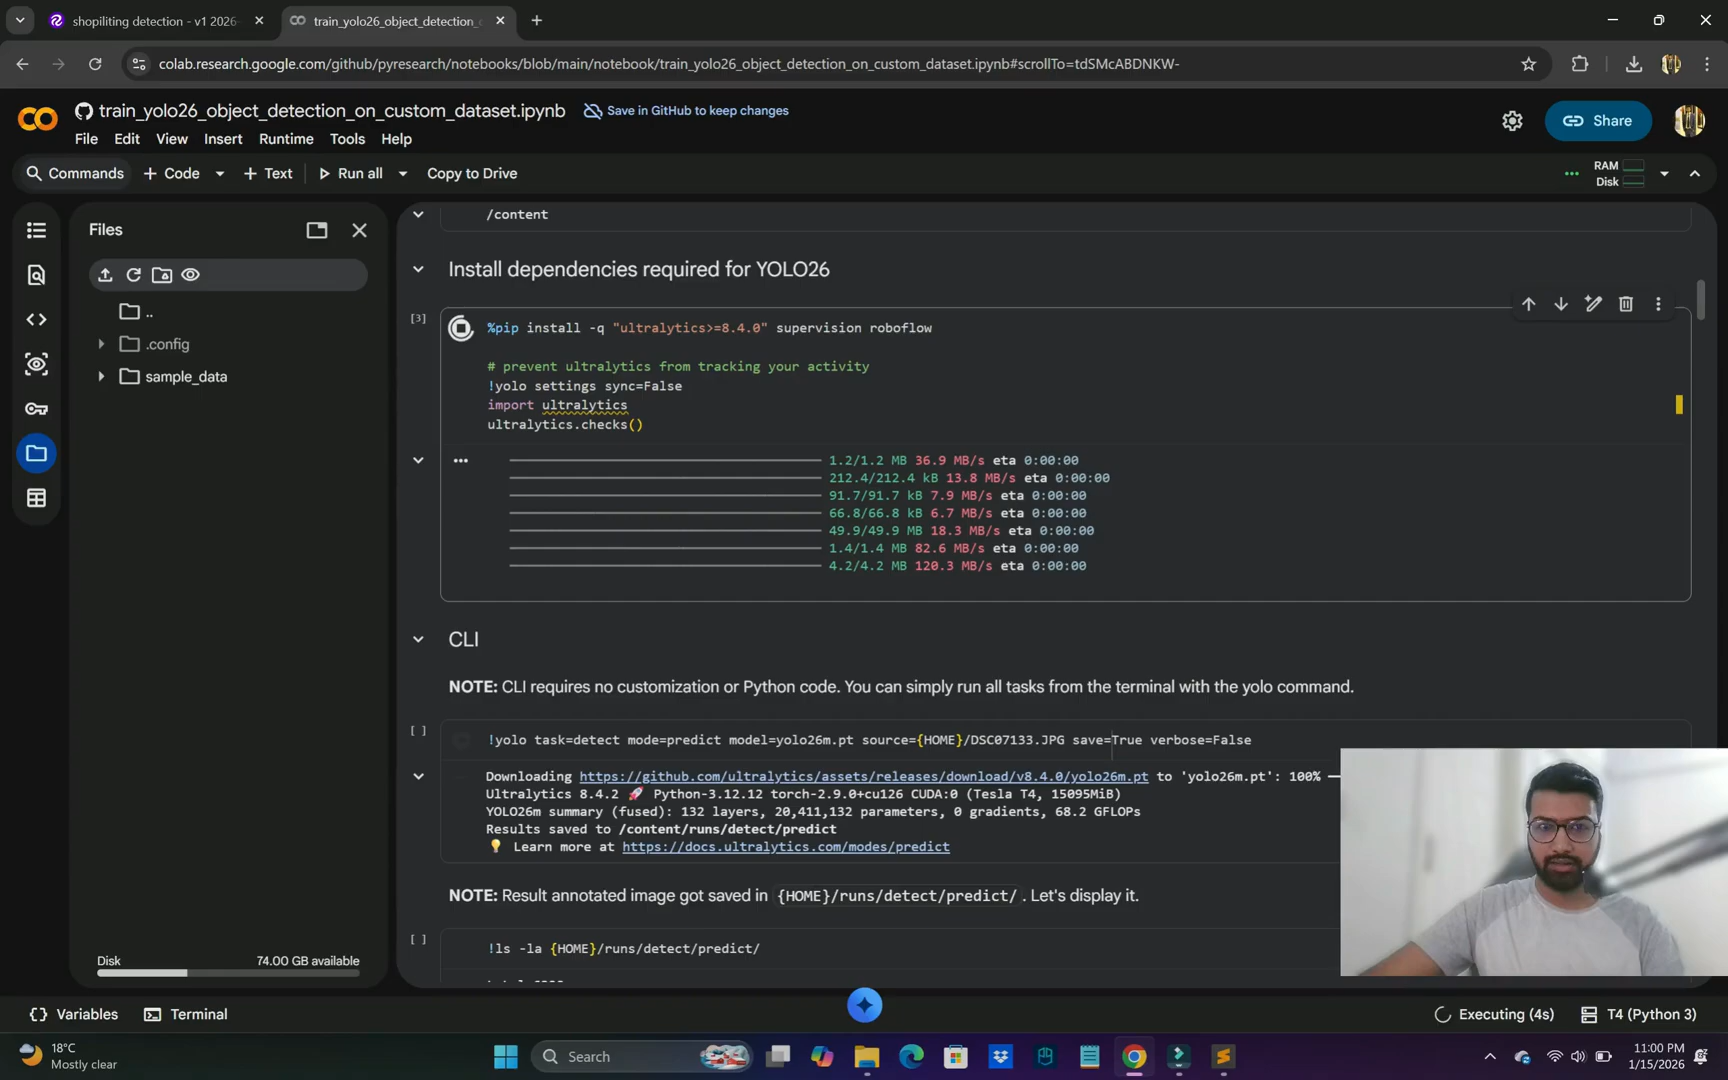 shopiliting detection - v1 2026-
train_yolo26_object_detection_
colab.research.google.com/github/pyresearch/notebooks/blob/main/notebook/train_yolo26_object_detection_on_custom_dataset.ipynb#scrollTo=tdSMcABDNKW-
train_yolo26_object_detection_on_custom_dataset.ipynb
Save in GitHub to keep changes
Share
File Edit View Insert Runtime Tools Help
Commands + Code + Text Run all Copy to Drive
RAM
Disk
Files
..
.config
sample_data
Disk 74.00 GB available
/content
Install dependencies required for YOLO26
[3]
%pip install -q "ultralytics>=8.4.0" supervision roboflow
# prevent ultralytics from tracking your activity
!yolo settings sync=False
import ultralytics
ultralytics.checks()
1.2/1.2 MB 36.9 MB/s eta 0:00:00
212.4/212.4 kB 13.8 MB/s eta 0:00:00
91.7/91.7 kB 7.9 MB/s eta 0:00:00
66.8/66.8 kB 6.7 MB/s eta 0:00:00
49.9/49.9 MB 18.3 MB/s eta 0:00:00
1.4/1.4 MB 82.6 MB/s eta 0:00:00
4.2/4.2 MB 120.3 MB/s eta 0:00:00
CLI
NOTE: CLI requires no customization or Python code. You can simply run all tasks from the terminal with the yolo command.
[ ]
!yolo task=detect mode=predict model=yolo26m.pt source={HOME}/DSC07133.JPG save=True verbose=False
Downloading https://github.com/ultralytics/assets/releases/download/v8.4.0/yolo26m.pt to 'yolo26m.pt': 100%
Ultralytics 8.4.2 🚀 Python-3.12.12 torch-2.9.0+cu126 CUDA:0 (Tesla T4, 15095MiB)
YOLO26m summary (fused): 132 layers, 20,411,132 parameters, 0 gradients, 68.2 GFLOPs
Results saved to /content/runs/detect/predict
💡 Learn more at https://docs.ultralytics.com/modes/predict
NOTE: Result annotated image got saved in {HOME}/runs/detect/predict/ . Let's display it.
[ ]
!ls -la {HOME}/runs/detect/predict/
Variables Terminal
Executing (4s) T4 (Python 3)
18°C
Mostly clear
Search
11:00 PM
1/15/2026